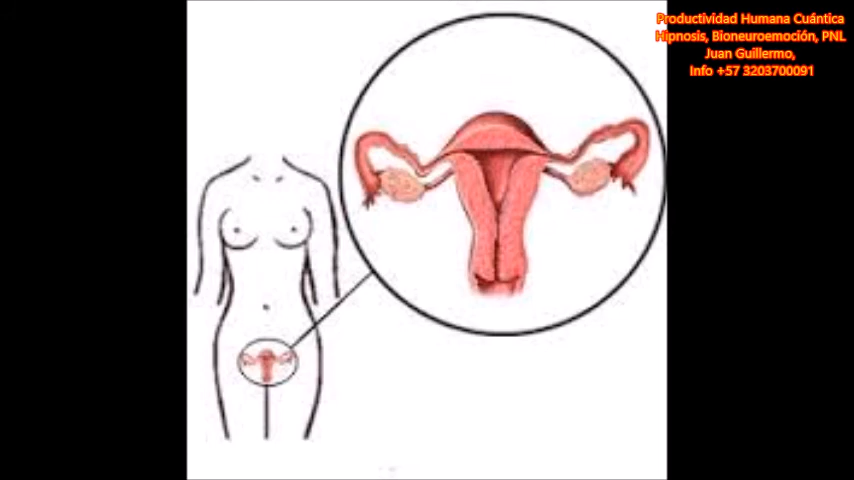 Productividad Humana Cuántica
Hipnosis, Bioneuroemoción, PNL
Juan Guillermo,
Info +57 3203700091